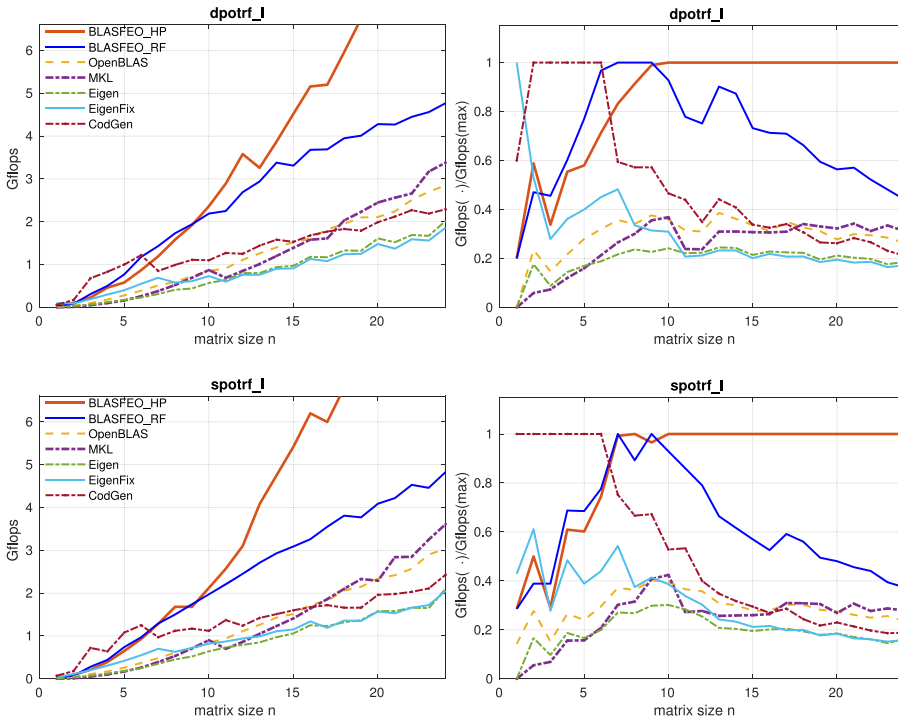 dpotrf_l
6
5
4
3
2
1
0
Gflops
BLASFEO_HP
BLASFEO_RF
OpenBLAS
MKL
Eigen
EigenFix
CodGen
0 5 10 15 20
matrix size n
dpotrf_l
1
0.8
0.6
0.4
0.2
0
Gflops( ·)/Gflops(max)
0 5 10 15 20
matrix size n
spotrf_l
6
5
4
3
2
1
0
Gflops
BLASFEO_HP
BLASFEO_RF
OpenBLAS
MKL
Eigen
EigenFix
CodGen
0 5 10 15 20
matrix size n
spotrf_l
1
0.8
0.6
0.4
0.2
0
Gflops( ·)/Gflops(max)
0 5 10 15 20
matrix size n